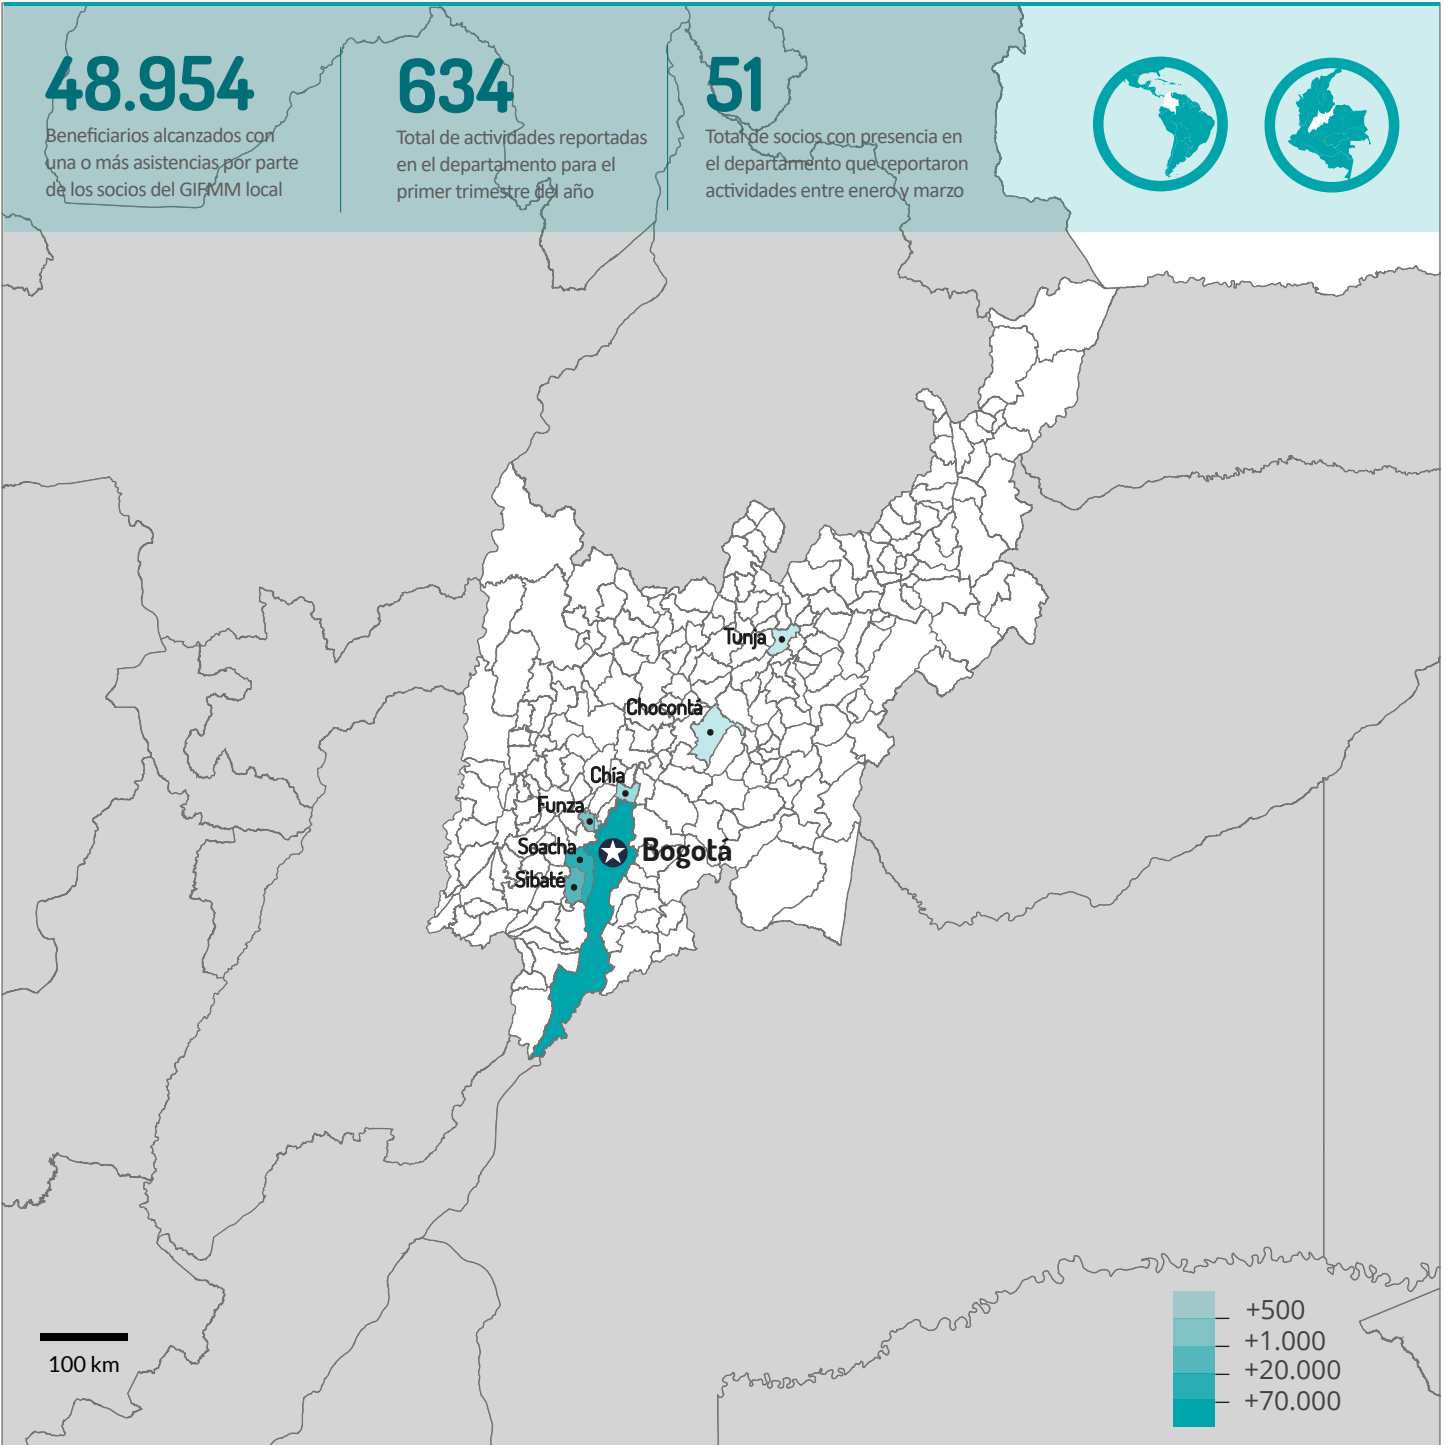 48.954
Beneficiarios alcanzados con
una o más asistencias por parte
de los socios del GIFMM local
634
Total de actividades reportadas
en el departamento para el
primer trimestre del año
51
Total de socios con presencia en
el departamento que reportaron
actividades entre enero y marzo
Tunja
Chocontá
Chía
Funza
Soacha
Bogotá
Sibaté
100 km
+500
+1.000
+20.000
+70.000